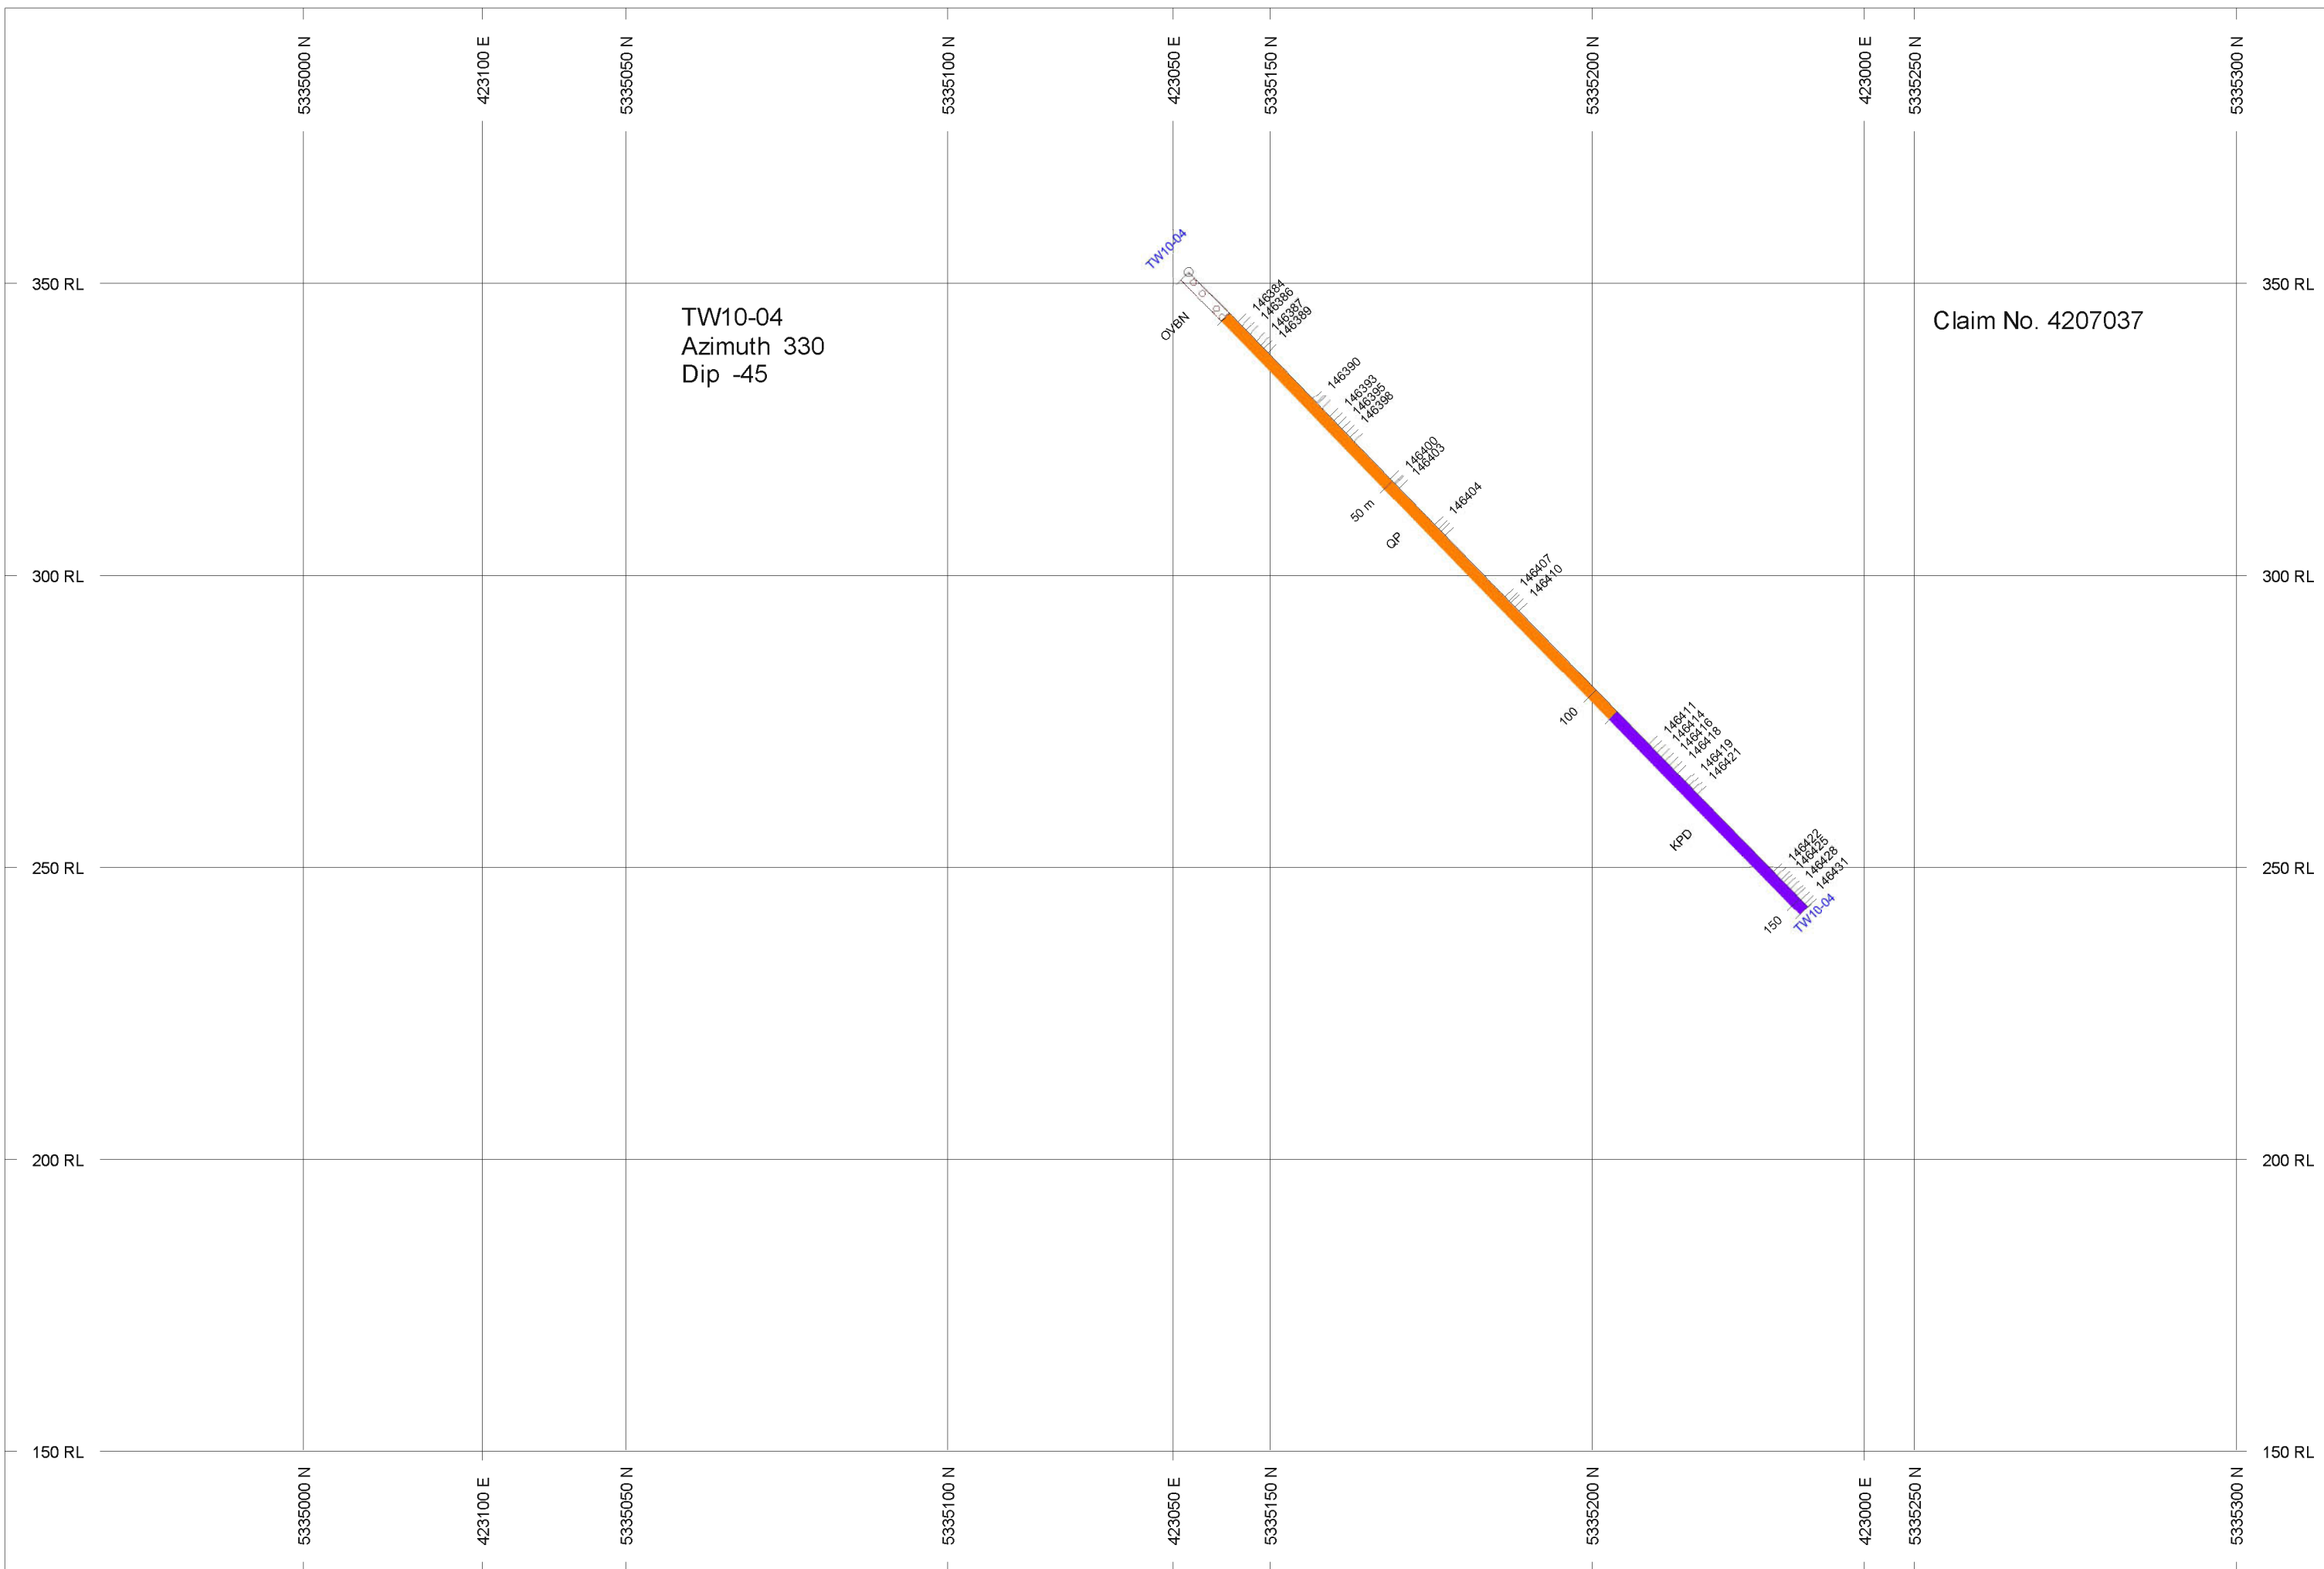 5335000 N
423100 E
5335050 N
5335100 N
423050 E
5335150 N
5335200 N
423000 E
5335250 N
5335300 N
TW10-04
350 RL
350 RL
TW10-04
Azimuth 330
Dip -45
Claim No. 4207037
OVBN
146384
146386
146387
146389
146390
146393
146395
146398
146400
146403
50 m
QP
146404
300 RL
300 RL
146407
146410
100
146411
146414
146416
146418
146419
146421
KPD
250 RL
250 RL
146422
146425
146428
146431
150
TW10-04
200 RL
200 RL
150 RL
150 RL
5335000 N
423100 E
5335050 N
5335100 N
423050 E
5335150 N
5335200 N
423000 E
5335250 N
5335300 N